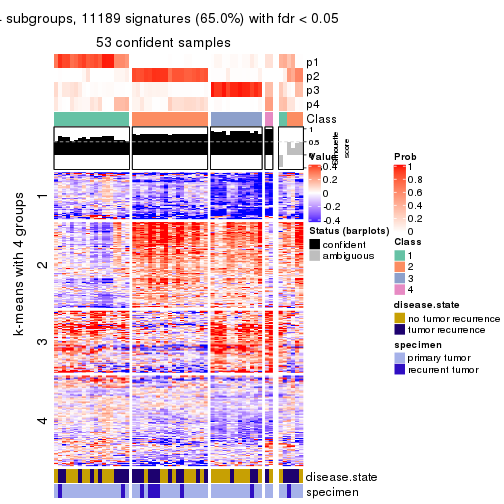 subgroups, 11189 signatures (65.0%) with fdr < 0.05
53 confident samples
p1
p2
p3
p4
Class
1
0.5
0
silhouette
score
k-means with 4 groups
1
2
3
4
Value
0.4
0.2
0
-0.2
-0.4
Status (barplots)
confident
ambiguous
Prob
1
0.8
0.6
0.4
0.2
0
Class
1
2
3
4
disease.state
no tumor recurrence
tumor recurrence
specimen
primary tumor
recurrent tumor
disease.state
specimen